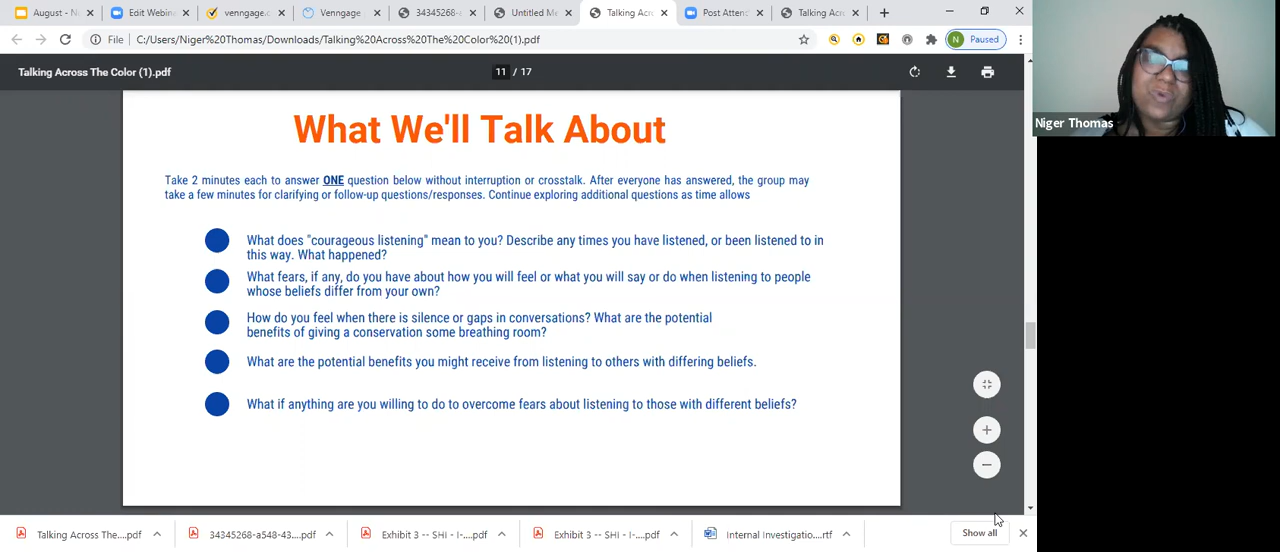 August - Nu
Edit Webina
venngage.c
Venngage
34345268-a
Untitled Me
Talking Acr
Post Attend
Talking Acr
File
C:/Users/Niger%20Thomas/Downloads/Talking%20Across%20The%20Color%20(1).pdf
N
Paused
Talking Across The Color (1).pdf
11 / 17
What We'll Talk About
Take 2 minutes each to answer ONE question below without interruption or crosstalk. After everyone has answered, the group may
take a few minutes for clarifying or follow-up questions/responses. Continue exploring additional questions as time allows
What does "courageous listening" mean to you? Describe any times you have listened, or been listened to in
this way. What happened?
What fears, if any, do you have about how you will feel or what you will say or do when listening to people
whose beliefs differ from your own?
How do you feel when there is silence or gaps in conversations? What are the potential
benefits of giving a conservation some breathing room?
What are the potential benefits you might receive from listening to others with differing beliefs.
What if anything are you willing to do to overcome fears about listening to those with different beliefs?
Niger Thomas
Talking Across The....pdf
34345268-a548-43....pdf
Exhibit 3 -- SHI - I-....pdf
Exhibit 3 -- SHI - I-....pdf
Internal Investigatio....rtf
Show all